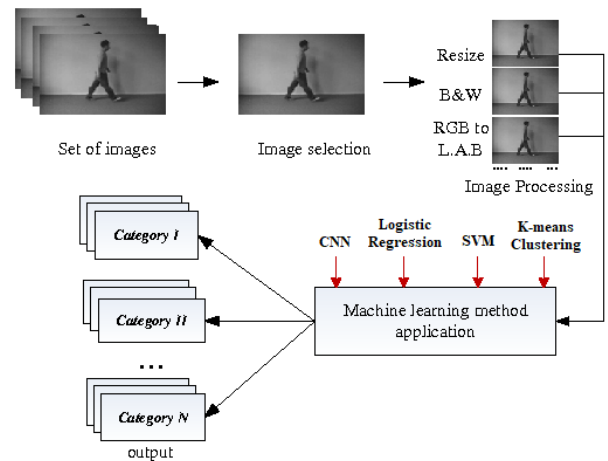 Resize
B&W
RGB to
L.A.B
.... .... ...
Set of images
Image selection
Image Processing
Category I
CNN
Logistic
Regression
SVM
K-means
Clustering
Category II
Machine learning method
application
...
Category N
output